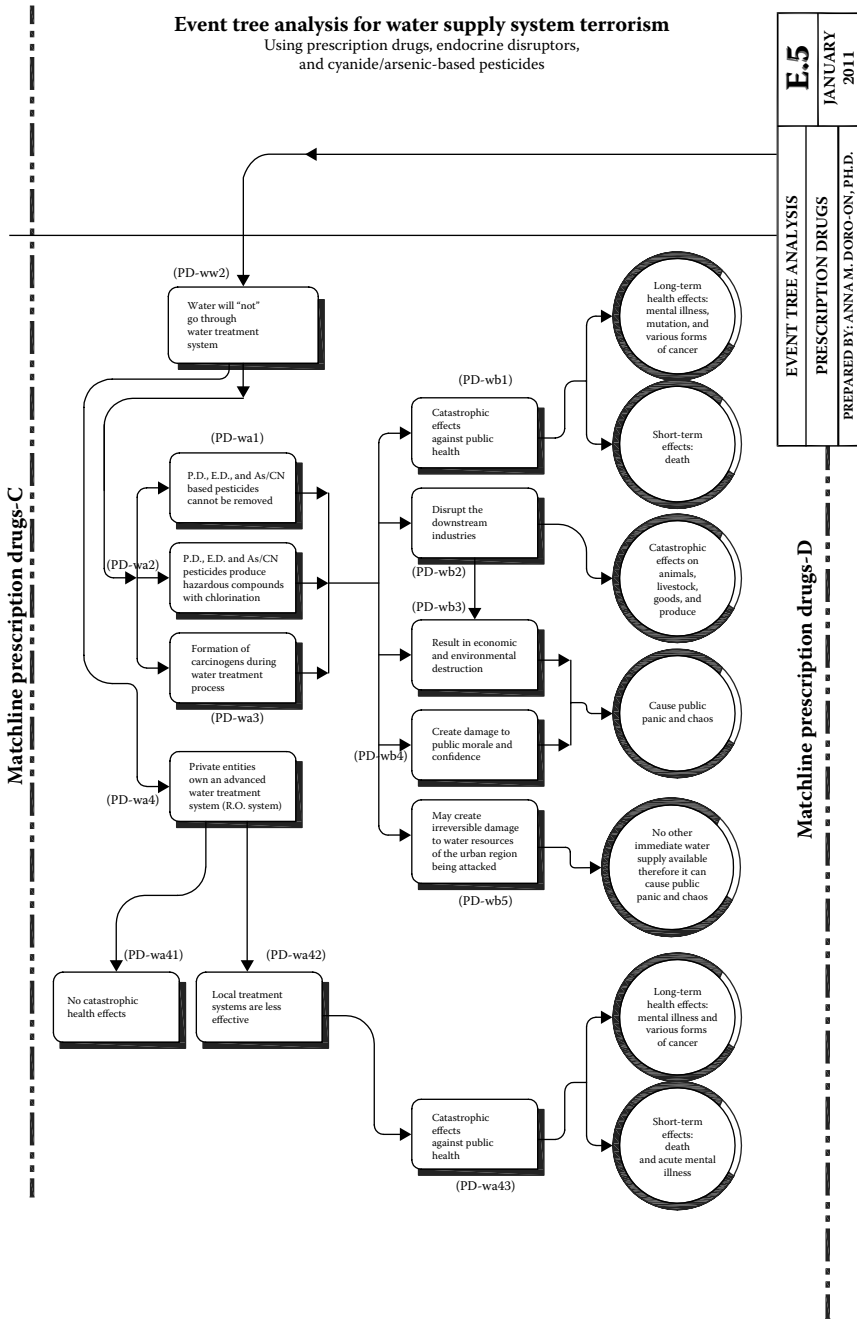 Event tree analysis for water supply system terrorism
Using prescription drugs, endocrine disruptors,
and cyanide/arsenic-based pesticides
E.5
JANUARY
2011
EVENT TREE ANALYSIS
PRESCRIPTION DRUGS
PREPARED BY: ANNA M. DORO-ON, PH.D.
Matchline prescription drugs-C
(PD-ww2)
Water will “not”
go through
water treatment
system
(PD-wa1)
P.D., E.D., and As/CN
based pesticides
cannot be removed
(PD-wa2)
P.D., E.D. and As/CN
pesticides produce
hazardous compounds
with chlorination
Formation of
carcinogens during
water treatment
process
(PD-wa3)
Private entities
own an advanced
water treatment
system (R.O. system)
(PD-wa4)
(PD-wa41)
No catastrophic
health effects
(PD-wa42)
Local treatment
systems are less
effective
(PD-wb1)
Catastrophic
effects
against public
health
Disrupt the
downstream
industries
(PD-wb2)
(PD-wb3)
Result in economic
and environmental
destruction
Create damage to
public morale and
confidence
(PD-wb4)
May create
irreversible damage
to water resources
of the urban region
being attacked
(PD-wb5)
Catastrophic
effects
against public
health
(PD-wa43)
Long-term
health effects:
mental illness,
mutation, and
various forms
of cancer
Short-term
effects:
death
Catastrophic
effect on
animals,
livestock,
goods, and
produce
Cause public
panic and chaos
No other
immediate water
supply available
therefore it can
cause public
panic and chaos
Long-term
health effects:
mental illness and
various forms
of cancer
Short-term
effects:
death
and acute mental
illness
Matchline prescription drugs-D